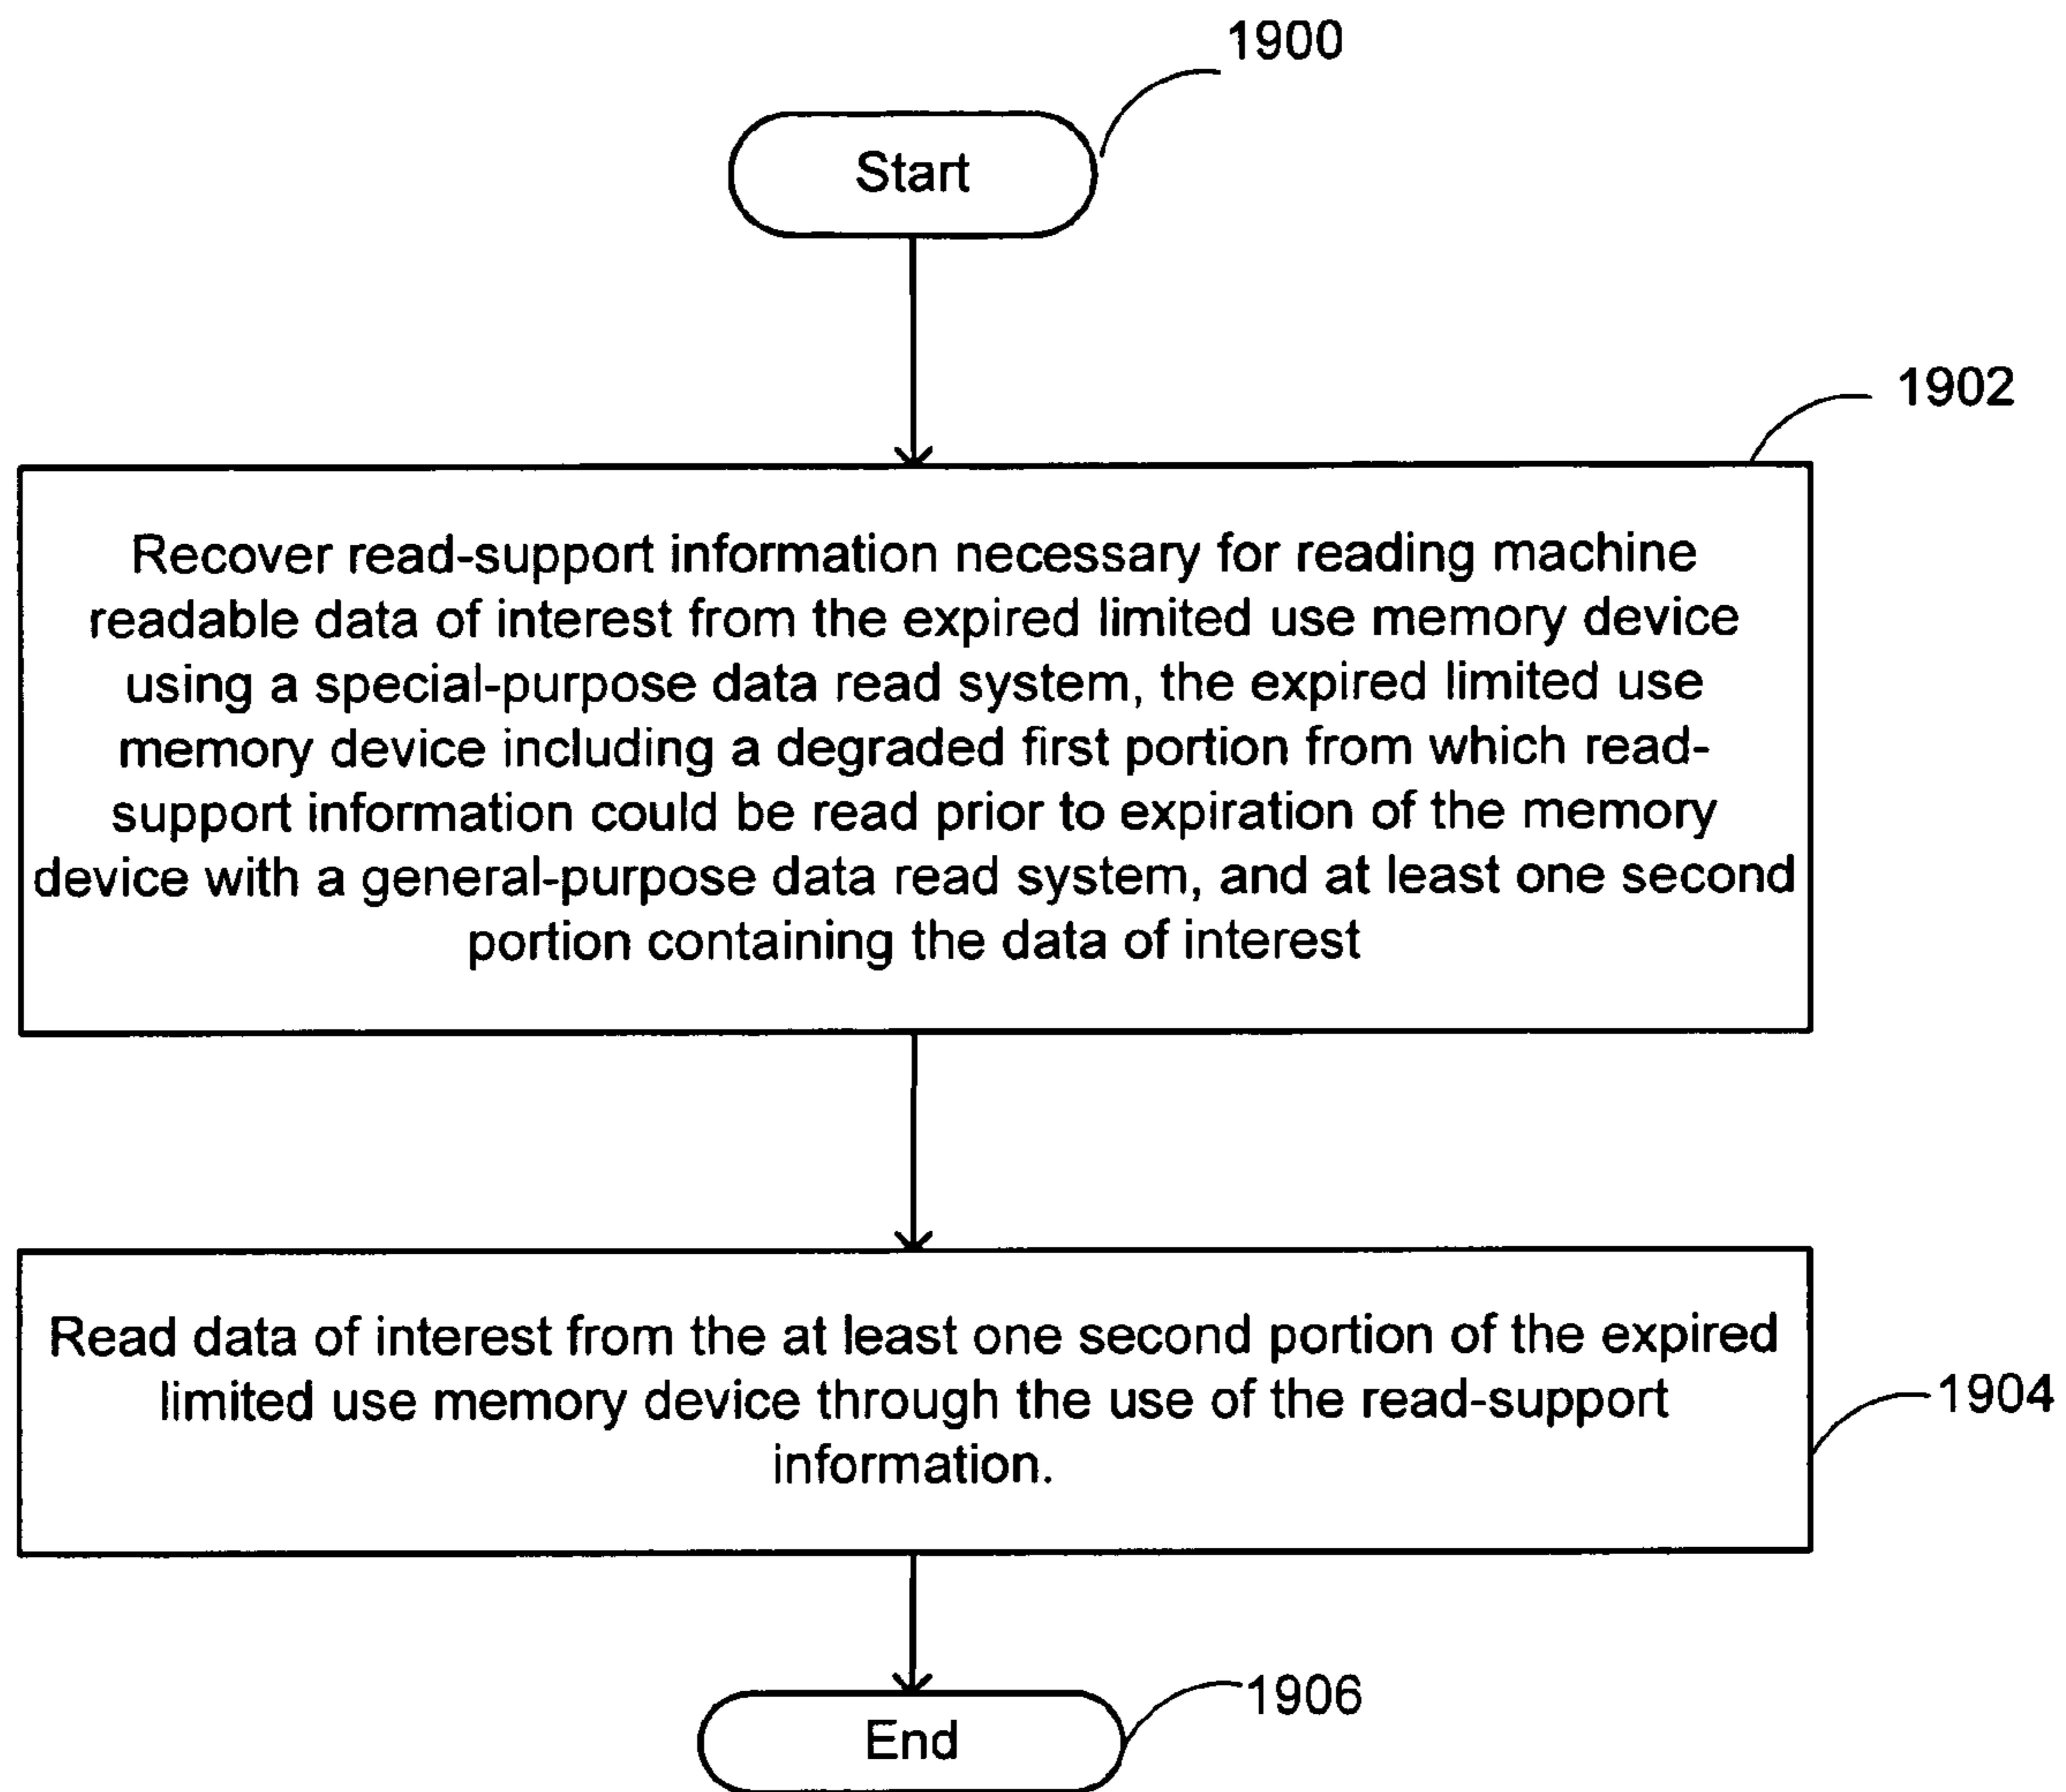 1900
Start
1902
Recover read-support information necessary for reading machine
readable data of interest from the expired limited use memory device
using a special-purpose data read system, the expired limited use
memory device including a degraded first portion from which read-
support information could be read prior to expiration of the memory
device with a general-purpose data read system, and at least one second
portion containing the data of interest
Read data of interest from the at least one second portion of the expired
limited use memory device through the use of the read-support
information.
1904
1906
End